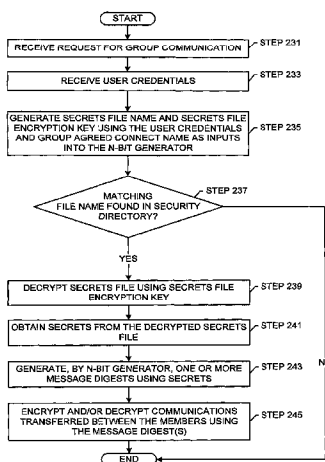 START
RECEIVE REQUEST FOR GROUP COMMUNICATION
STEP 231
RECEIVE USER CREDENTIALS
STEP 233
GENERATE SECRETS FILE NAME AND SECRETS FILE
ENCRYPTION KEY USING THE USER CREDENTIALS
AND GROUP AGREED CONNECT NAME AS INPUTS
INTO THE N-BIT GENERATOR
STEP 235
MATCHING
FILE NAME FOUND IN SECURITY
DIRECTORY?
STEP 237
YES
N
DECRYPT SECRETS FILE USING SECRETS FILE
ENCRYPTION KEY
STEP 239
OBTAIN SECRETS FROM THE DECRYPTED SECRETS
FILE
STEP 241
GENERATE, BY N-BIT GENERATOR, ONE OR MORE
MESSAGE DIGESTS USING SECRETS
STEP 243
ENCRYPT AND/OR DECRYPT COMMUNICATIONS
TRANSFERRED BETWEEN THE MEMBERS USING
THE MESSAGE DIGEST(S)
STEP 245
END